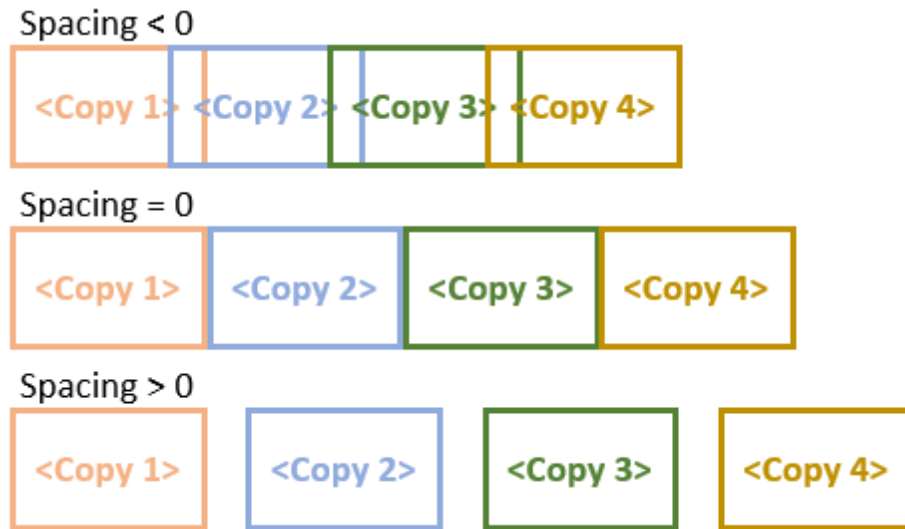 Spacing < 0
<Copy 1> <Copy 2> <Copy 3> <Copy 4>
Spacing = 0
<Copy 1> <Copy 2> <Copy 3> <Copy 4>
Spacing > 0
<Copy 1> <Copy 2> <Copy 3> <Copy 4>